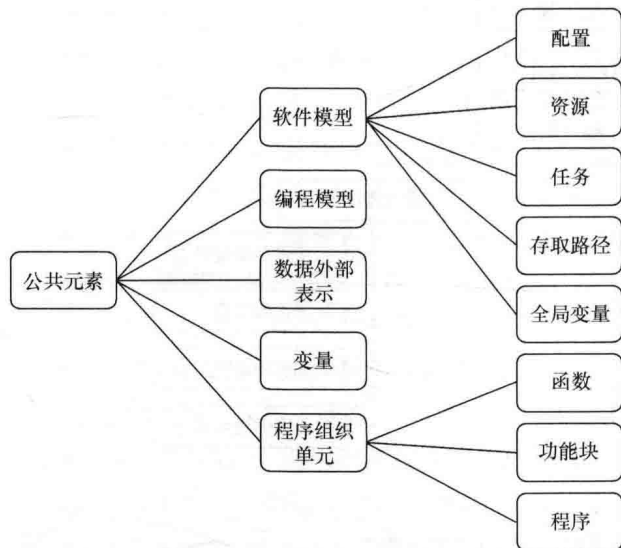 公共元素
软件模型
编程模型
数据外部
表示
变量
程序组织
单元
配置
资源
任务
存取路径
全局变量
函数
功能块
程序